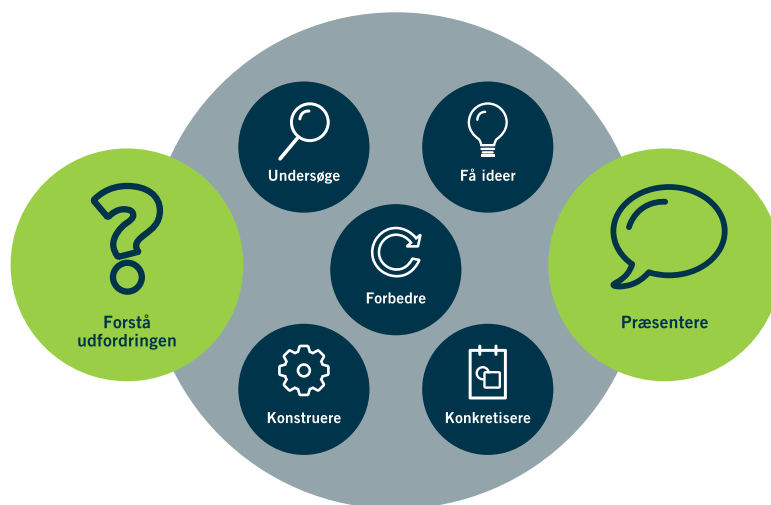 Undersøge
Få ideer
Forstå
udfordringen
Forbedre
Præsentere
Konstruere
Konkretisere